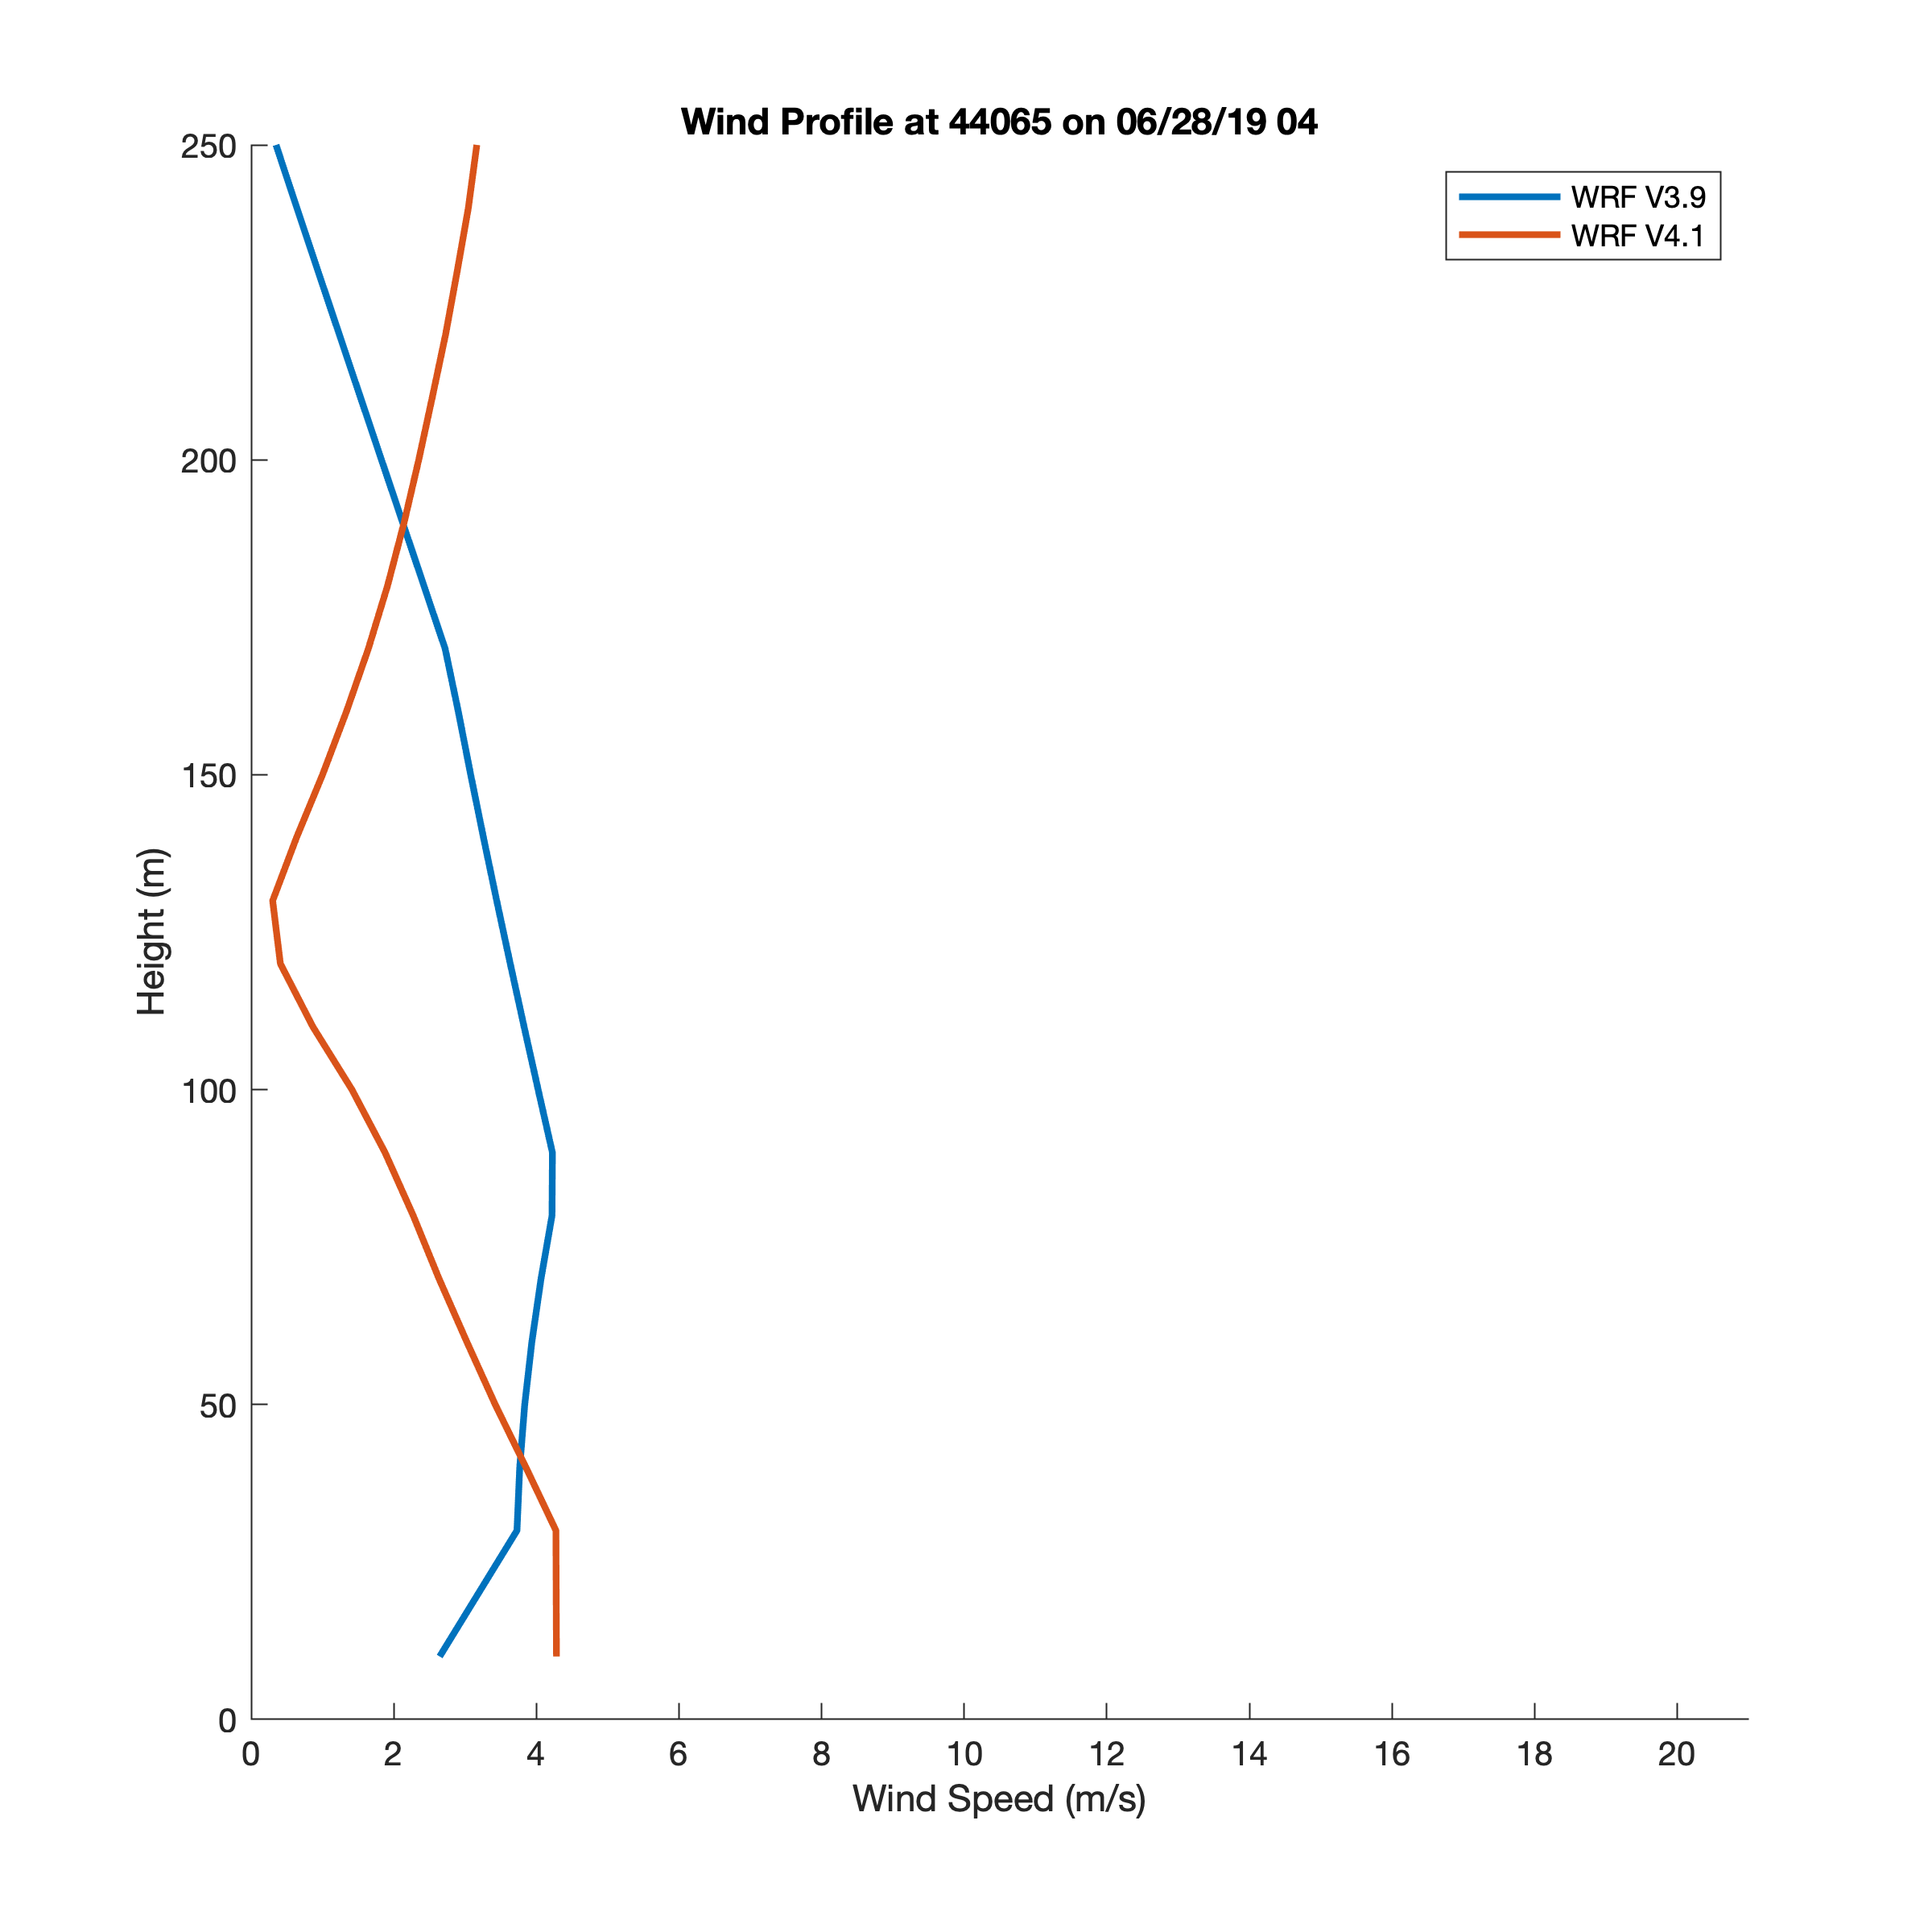 Wind Profile at 44065 on 06/28/19 04
WRF V3.9
WRF V4.1
250
200
150
100
50
0
Height (m)
0 2 4 6 8 10 12 14 16 18 20
Wind Speed (m/s)